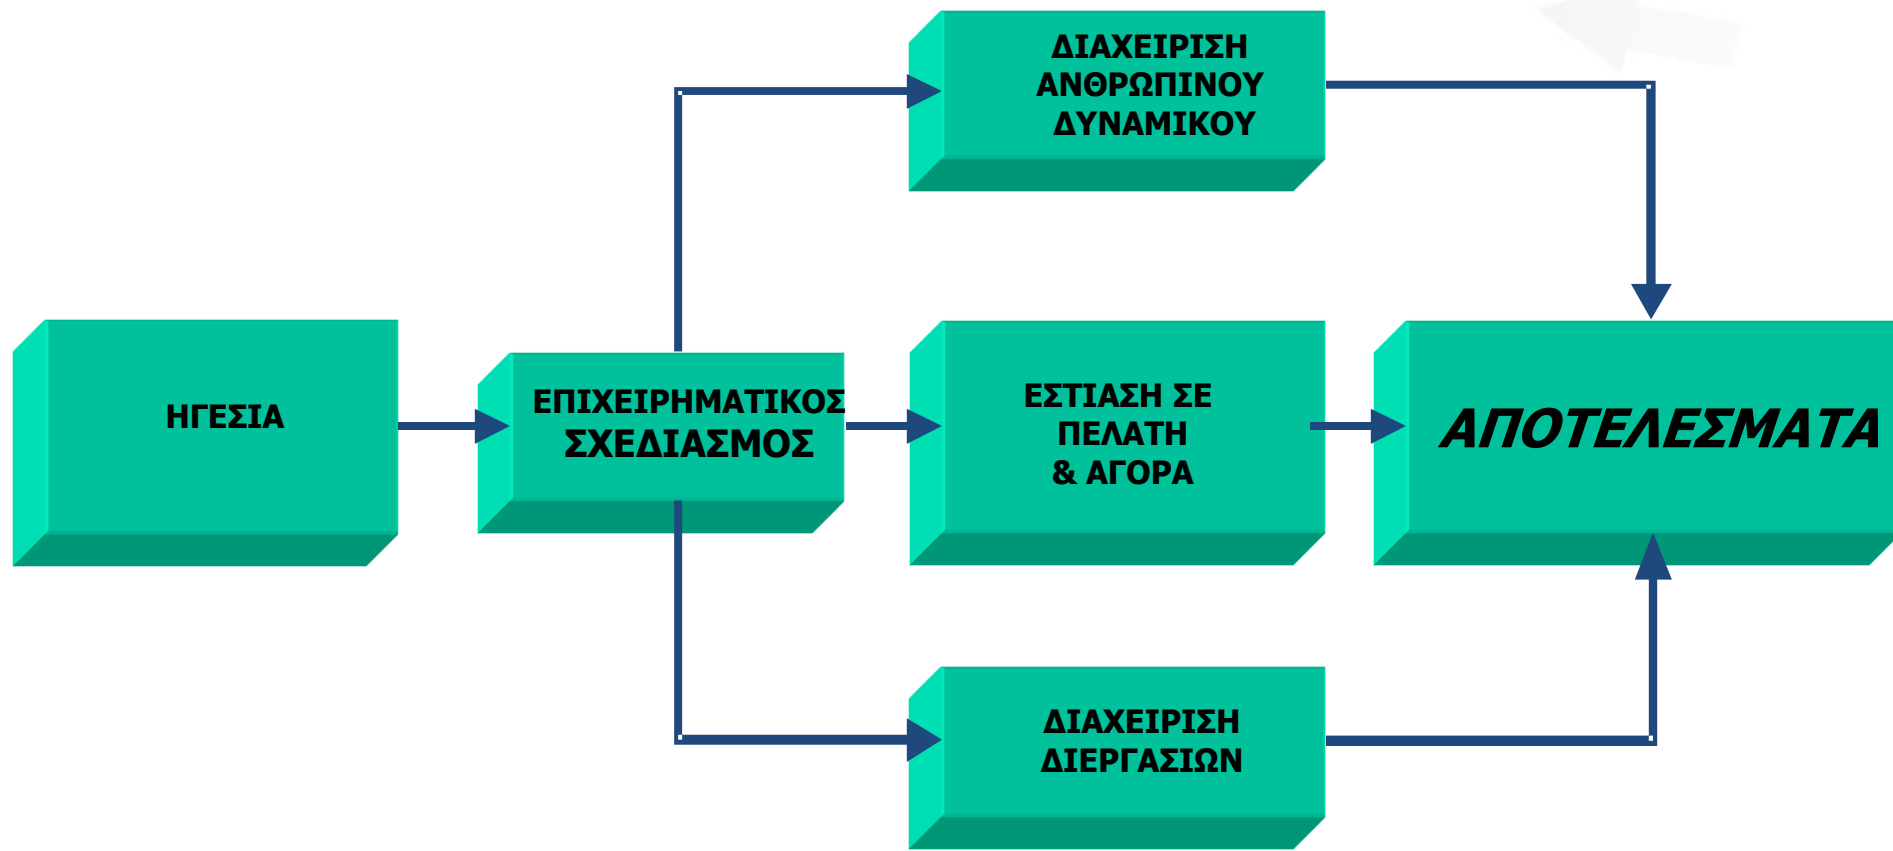 ΗΓΕΣΙΑ
ΕΠΙΧΕΙΡΗΜΑΤΙΚΟΣ
ΣΧΕΔΙΑΣΜΟΣ
ΔΙΑΧΕΙΡΙΣΗ
ΑΝΘΡΩΠΙΝΟΥ
ΔΥΝΑΜΙΚΟΥ
ΕΣΤΙΑΣΗ ΣΕ
ΠΕΛΑΤΗ
& ΑΓΟΡΑ
ΔΙΑΧΕΙΡΙΣΗ
ΔΙΕΡΓΑΣΙΩΝ
ΑΠΟΤΕΛΕΣΜΑΤΑ